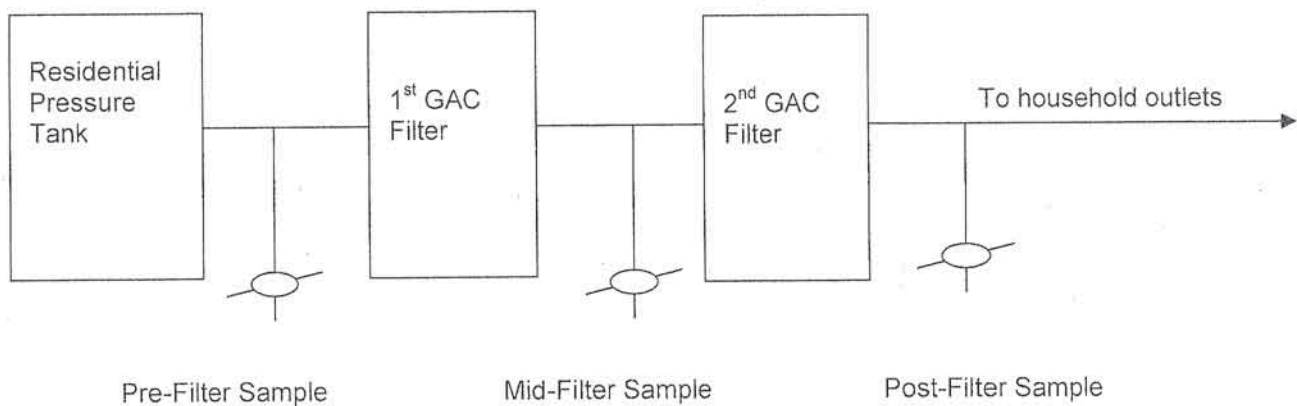 Residential
Pressure
Tank
1st GAC
Filter
2nd GAC
Filter
To household outlets
Pre-Filter Sample
Mid-Filter Sample
Post-Filter Sample